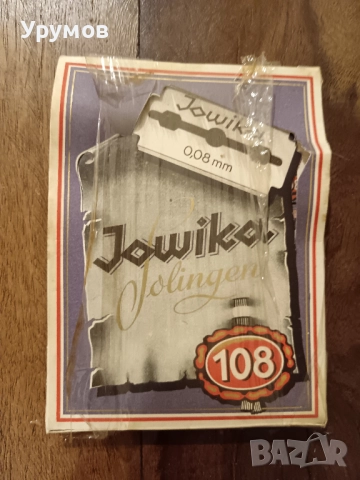 Урумов
Jowika
0,08 mm
Jowika
Solingen
108
BAZAR